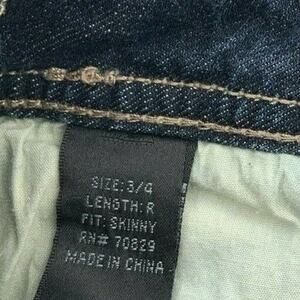 SIZE:3/4
LENGTH:R
FIT: SKINNY
RN# 70829
MADE IN CHINA